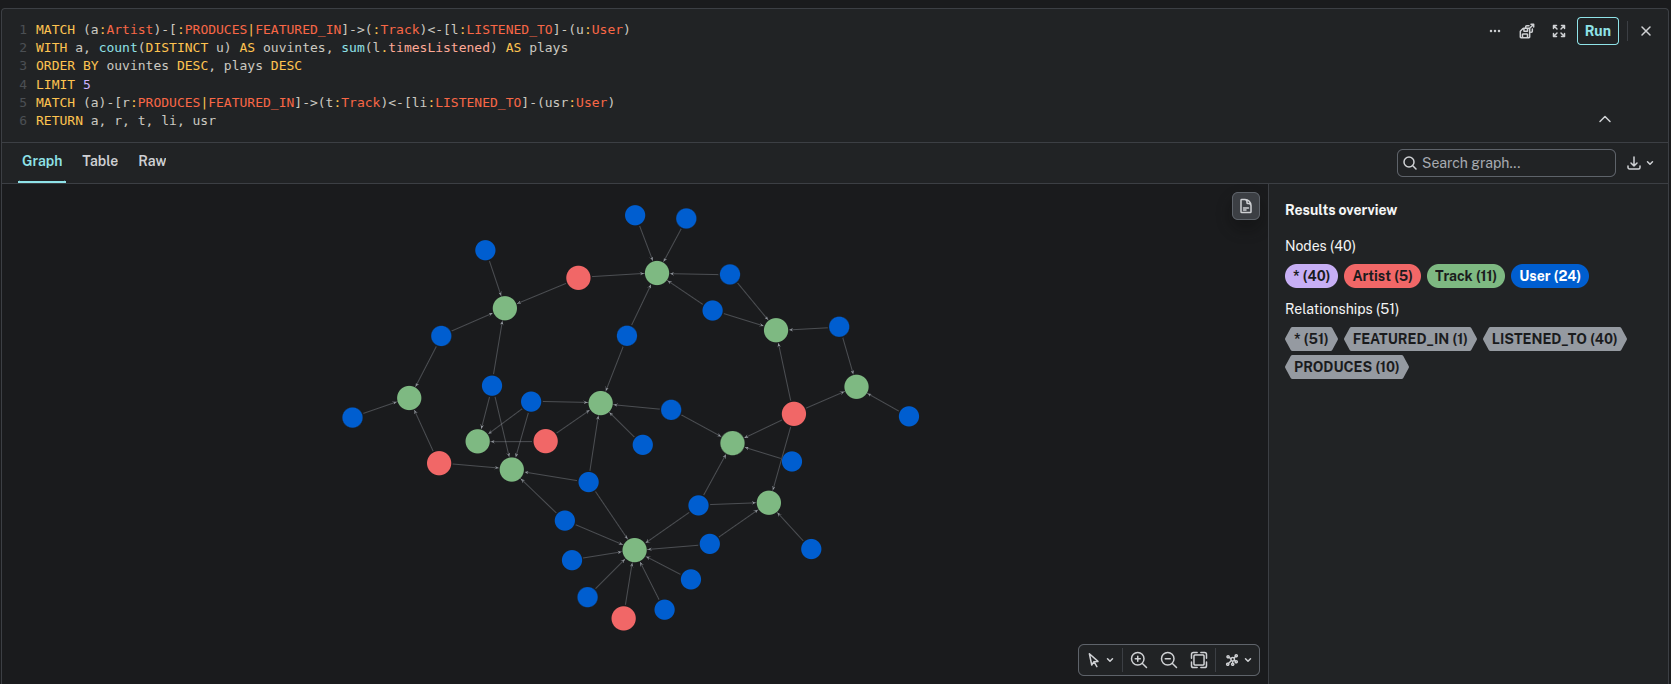 1 MATCH (a:Artist)-[:PRODUCES|FEATURED_IN]->(:Track)<-[l:LISTENED_TO]-(u:User)
2 WITH a, count(DISTINCT u) AS ouvintes, sum(l.timesListened) AS plays
3 ORDER BY ouvintes DESC, plays DESC
4 LIMIT 5
5 MATCH (a)-[r:PRODUCES|FEATURED_IN]->(t:Track)<-[li:LISTENED_TO]-(usr:User)
6 RETURN a, r, t, li, usr
Run
Graph Table Raw
Search graph...
Results overview
Nodes (40)
* (40) Artist (5) Track (11) User (24)
Relationships (51)
* (51) FEATURED_IN (1) LISTENED_TO (40)
PRODUCES (10)